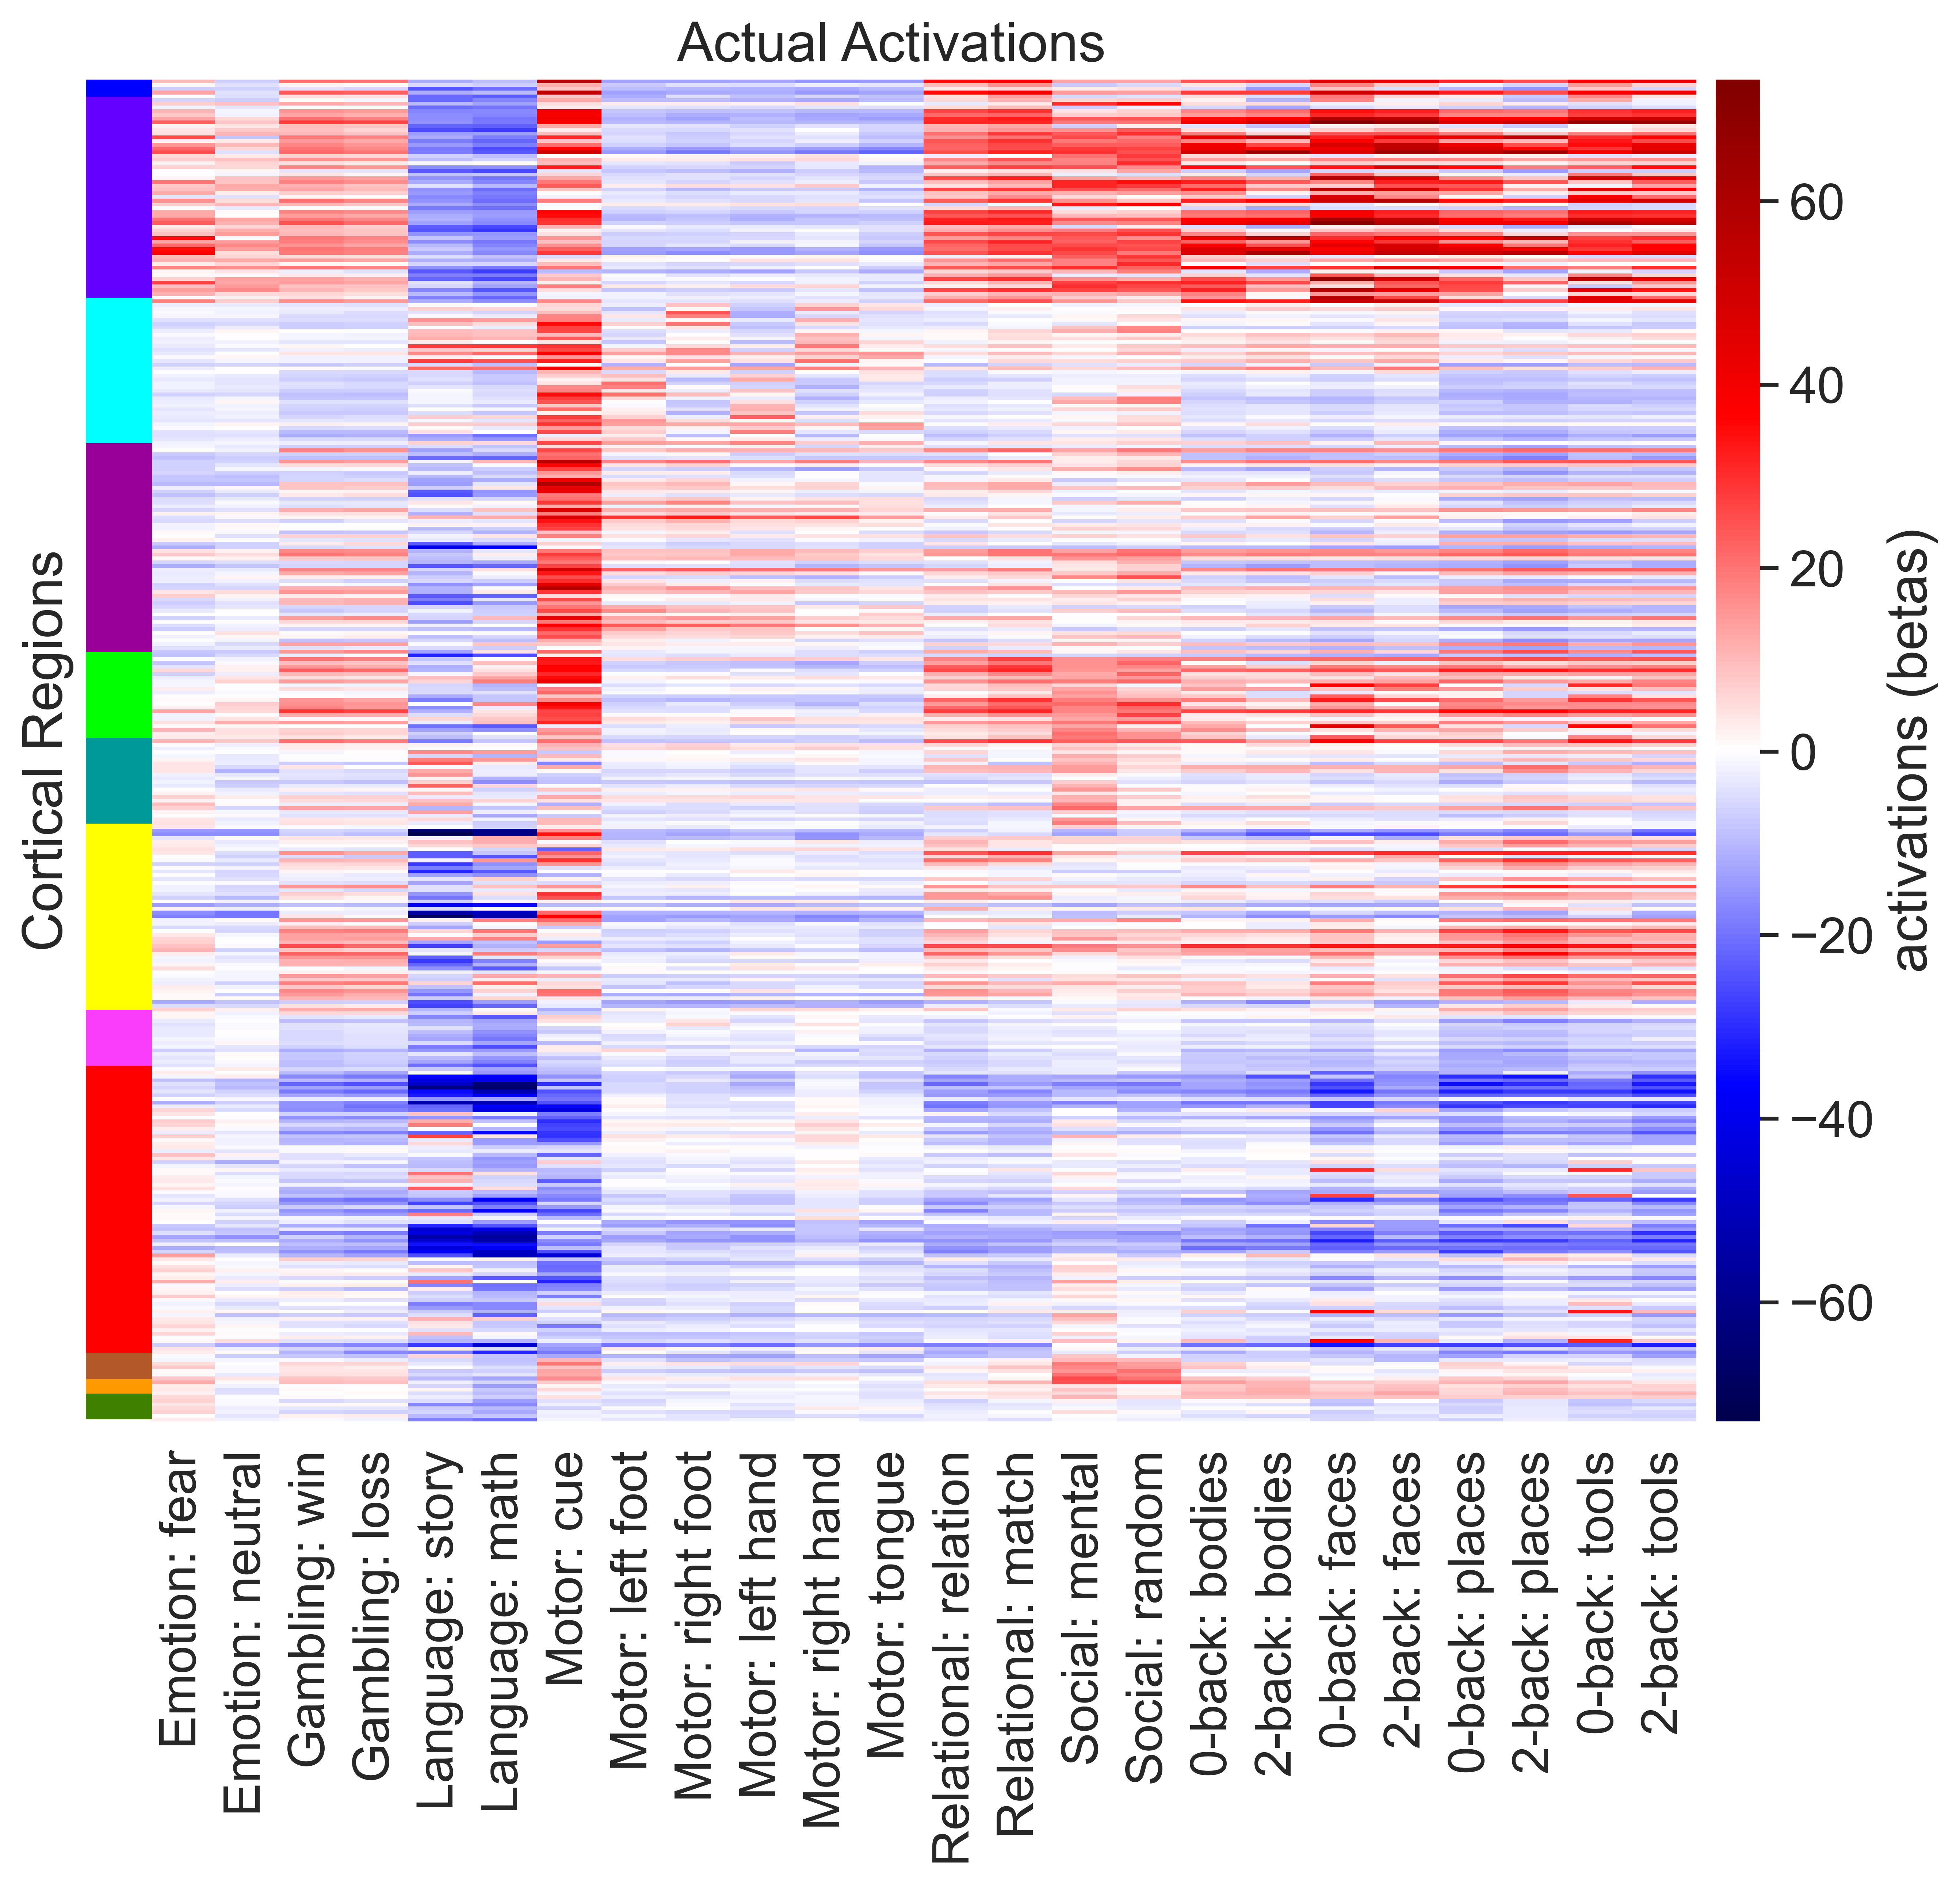 Actual Activations
Cortical Regions
60
40
20
0
−20
−40
−60
activations (betas)
Emotion: fear
Emotion: neutral
Gambling: win
Gambling: loss
Language: story
Language: math
Motor: cue
Motor: left foot
Motor: right foot
Motor: left hand
Motor: right hand
Motor: tongue
Relational: relation
Relational: match
Social: mental
Social: random
0-back: bodies
2-back: bodies
0-back: faces
2-back: faces
0-back: places
2-back: places
0-back: tools
2-back: tools